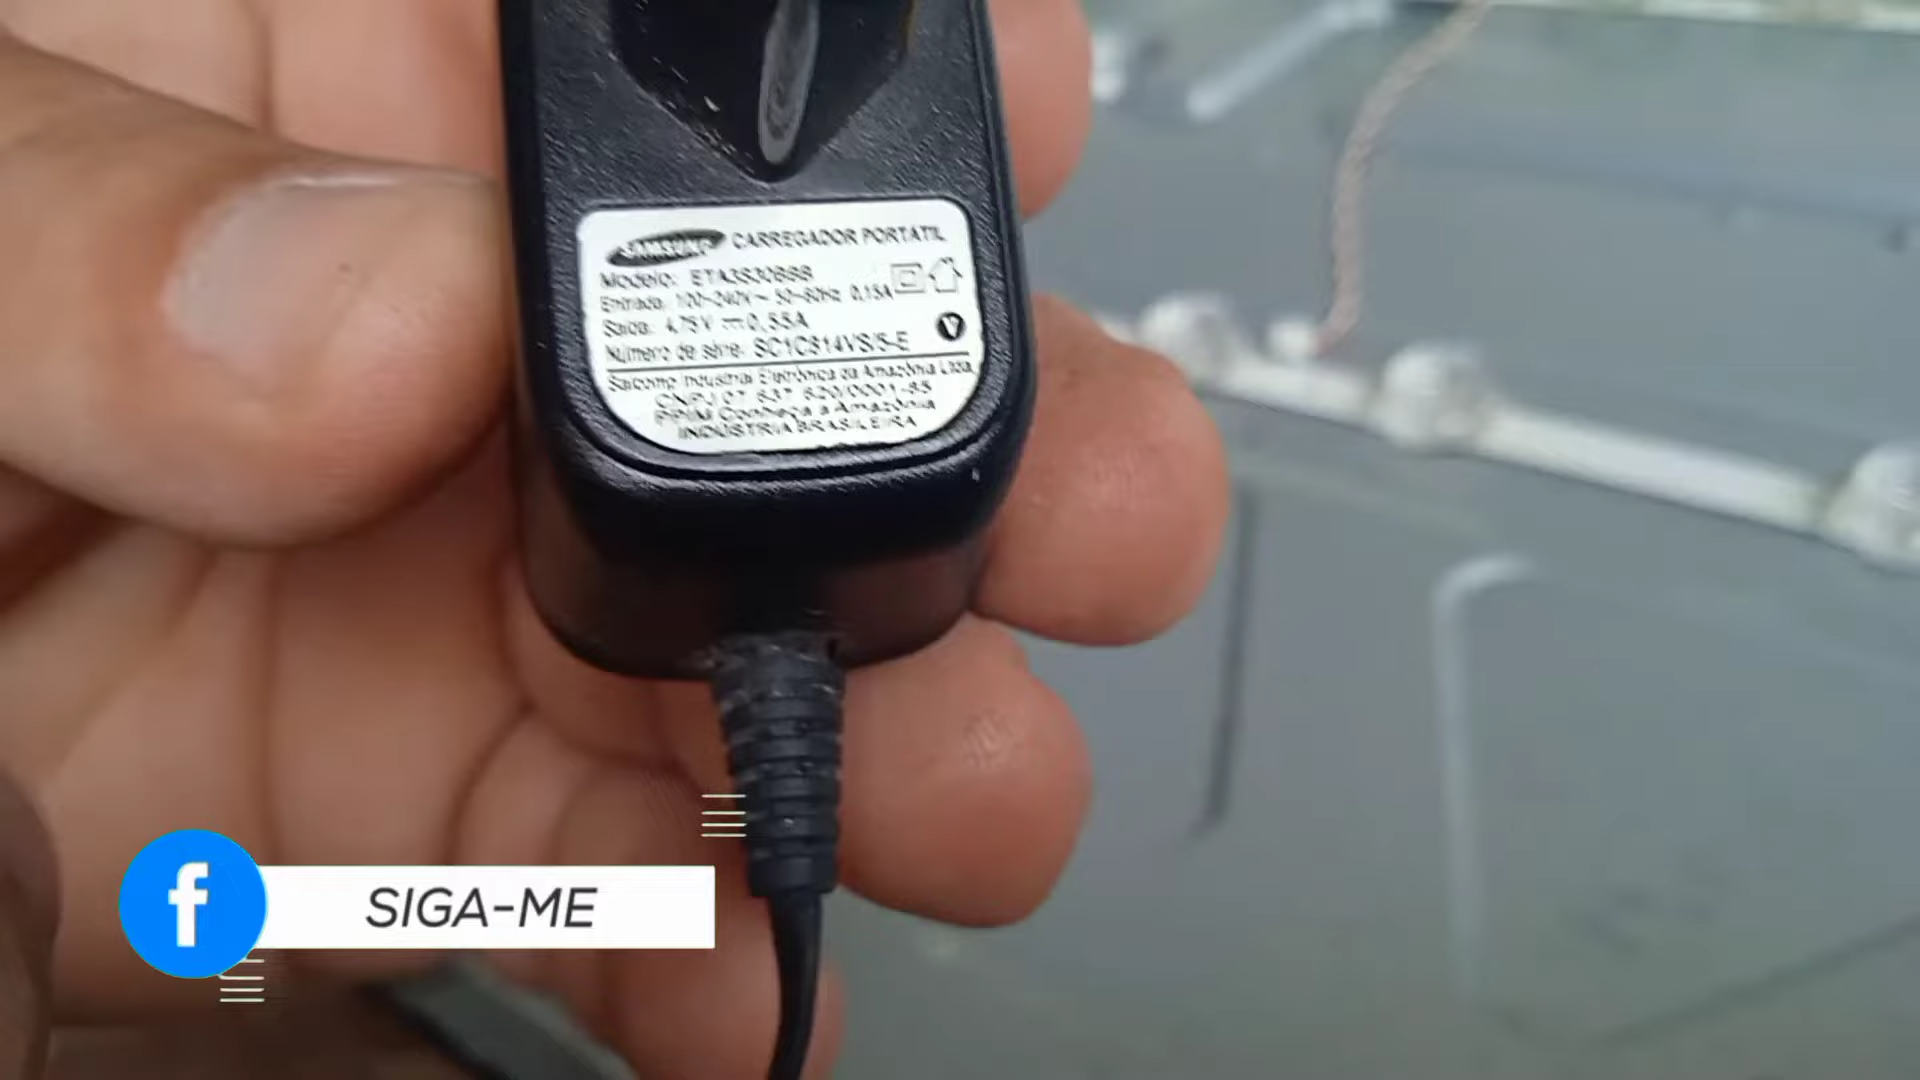 SAMSUNG CARREGADOR PORTATIL
Modelo: ETA3S30BBB
Entrada: 100-240V~ 50-60Hz 0,15A
Saída: 4,75V 0,55A
Número de série: SC1C814VS/5-E
V
Salcomp Industrial Eletrônica da Amazônia Ltda.
CNPJ 07 637 620/0001-85
PPIM Conheça a Amazônia
INDÚSTRIA BRASILEIRA
f
SIGA-ME